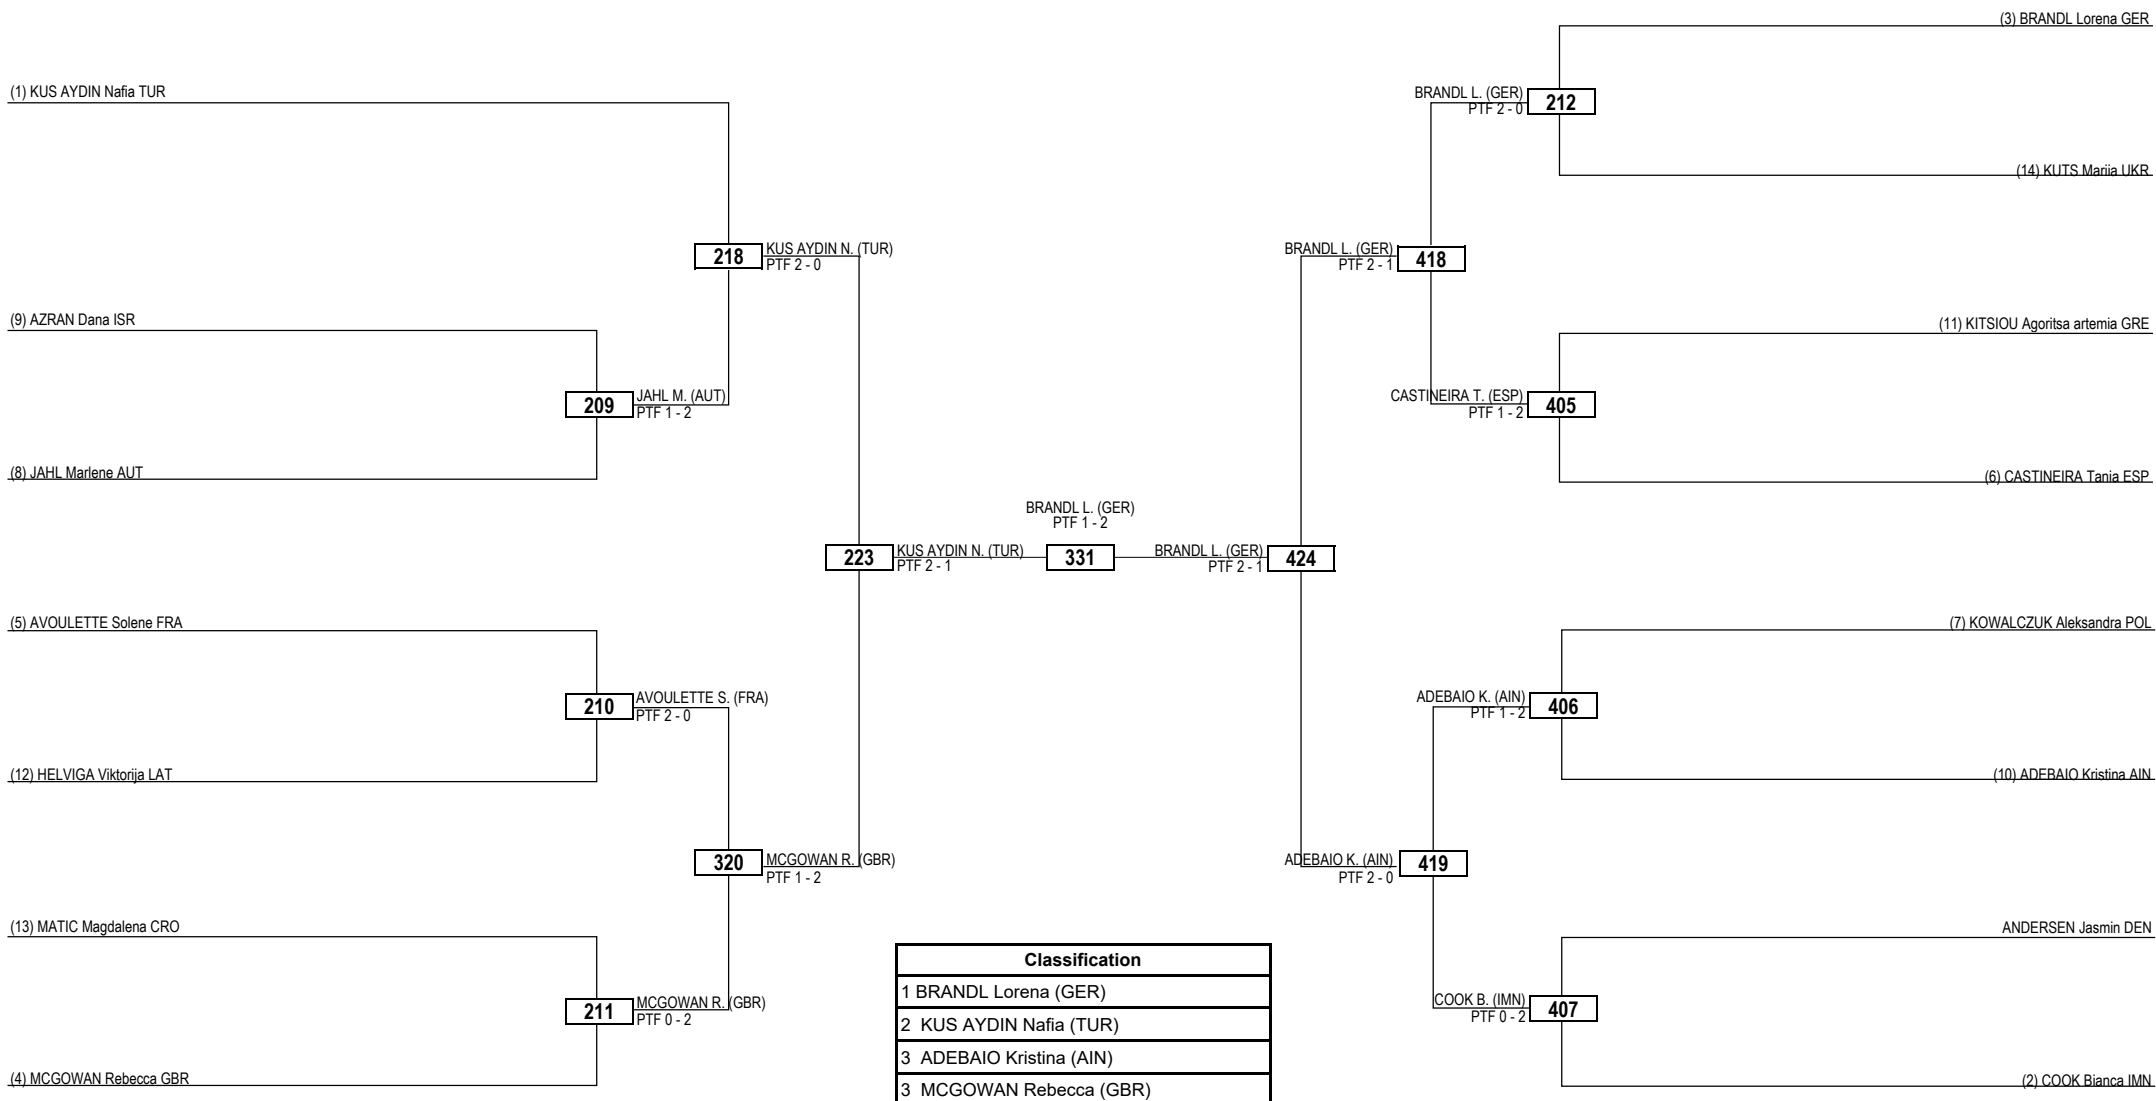 (3) BRANDL Lorena GER
(1) KUS AYDIN Nafia TUR
BRANDL L. (GER)
PTF 2 - 0
212
(14) KUTS Mariia UKR
218
KUS AYDIN N. (TUR)
PTF 2 - 0
BRANDL L. (GER)
PTF 2 - 1
418
(9) AZRAN Dana ISR
(11) KITSIOU Agoritsa artemia GRE
209
JAHL M. (AUT)
PTF 1 - 2
CASTINEIRA T. (ESP)
PTF 1 - 2
405
(8) JAHL Marlene AUT
(6) CASTINEIRA Tania ESP
BRANDL L. (GER)
PTF 1 - 2
223
KUS AYDIN N. (TUR)
PTF 2 - 1
331
BRANDL L. (GER)
PTF 2 - 1
424
(5) AVOULETTE Solene FRA
(7) KOWALCZUK Aleksandra POL
210
AVOULETTE S. (FRA)
PTF 2 - 0
ADEBAIO K. (AIN)
PTF 1 - 2
406
(12) HELVIGA Viktorija LAT
(10) ADEBAIO Kristina AIN
320
MCGOWAN R. (GBR)
PTF 1 - 2
ADEBAIO K. (AIN)
PTF 2 - 0
419
(13) MATIC Magdalena CRO
ANDERSEN Jasmin DEN
211
MCGOWAN R. (GBR)
PTF 0 - 2
COOK B. (IMN)
PTF 0 - 2
407
(4) MCGOWAN Rebecca GBR
(2) COOK Bianca IMN
Classification
1 BRANDL Lorena (GER)
2 KUS AYDIN Nafia (TUR)
3 ADEBAIO Kristina (AIN)
3 MCGOWAN Rebecca (GBR)